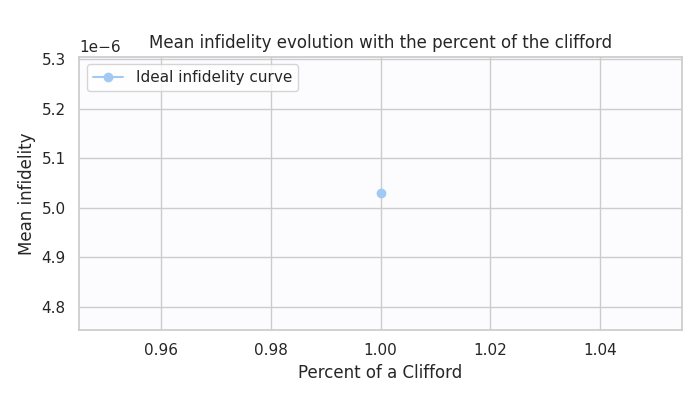 Mean infidelity evolution with the percent of the clifford
1e−6
5.3
5.2
5.1
5.0
4.9
4.8
Mean infidelity
Ideal infidelity curve
0.96 0.98 1.00 1.02 1.04
Percent of a Clifford